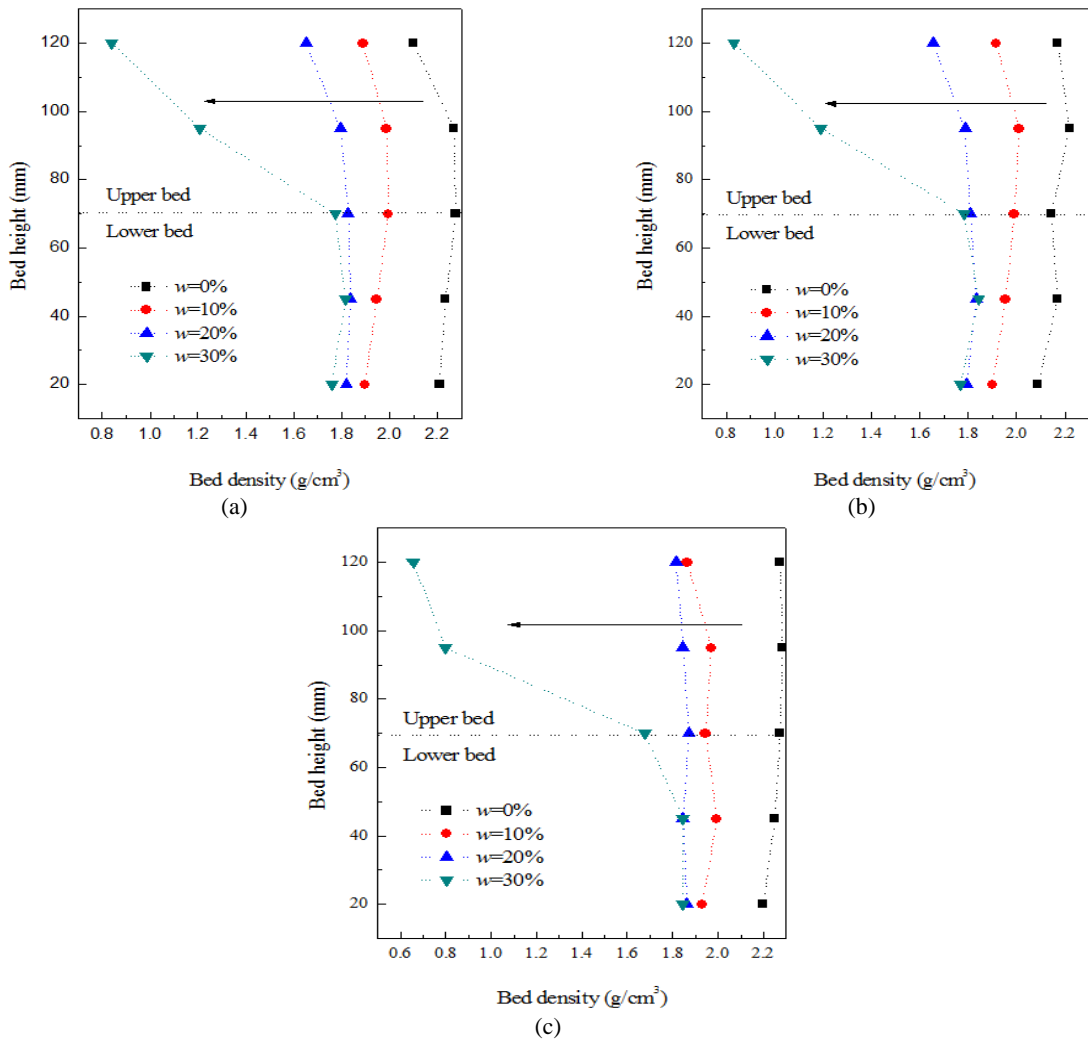 120
100
80
60
40
20
Bed height (mm)
Upper bed
Lower bed
w=0%
w=10%
w=20%
w=30%
0.8 1.0 1.2 1.4 1.6 1.8 2.0 2.2
Bed density (g/cm³)
(a)
120
100
80
60
40
20
Bed height (mm)
Upper bed
Lower bed
w=0%
w=10%
w=20%
w=30%
0.8 1.0 1.2 1.4 1.6 1.8 2.0 2.2
Bed density (g/cm³)
(b)
120
100
80
60
40
20
Bed height (mm)
Upper bed
Lower bed
w=0%
w=10%
w=20%
w=30%
0.6 0.8 1.0 1.2 1.4 1.6 1.8 2.0 2.2
Bed density (g/cm³)
(c)